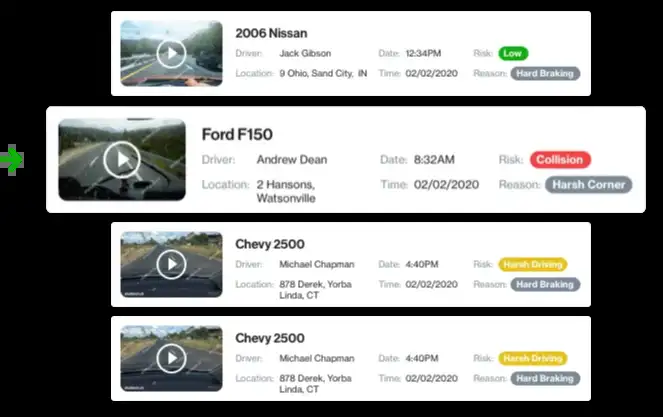 2006 Nissan
Driver: Jack Gibson Date: 12:34PM Risk: Low
Location: 9 Ohio, Sand City, IN Time: 02/02/2020 Reason: Hard Braking
Ford F150
Driver: Andrew Dean Date: 8:32AM Risk: Collision
Location: 2 Hansons, Time: 02/02/2020 Reason: Harsh Corner
Watsonville
Chevy 2500
Driver: Michael Chapman Date: 4:40PM Risk: Harsh Driving
Location: 878 Derek, Yorba Time: 02/02/2020 Reason: Hard Braking
Linda, CT
Chevy 2500
Driver: Michael Chapman Date: 4:40PM Risk: Harsh Driving
Location: 878 Derek, Yorba Time: 02/02/2020 Reason: Hard Braking
Linda, CT